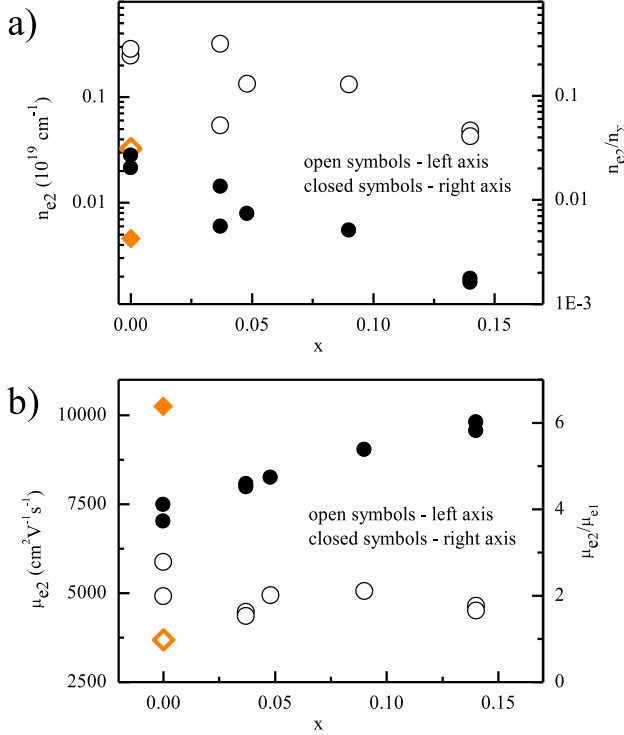 a)
n_e2 (10^19 cm^-1)
0.1
0.01
open symbols - left axis
closed symbols - right axis
0.1
0.01
1E-3
n_e2/n_Σ
0.00
0.05
0.10
0.15
x
b)
μ_e2 (cm^2V^-1s^-1)
10000
7500
5000
2500
open symbols - left axis
closed symbols - right axis
6
4
2
0
μ_e2/μ_e1
0.00
0.05
0.10
0.15
x